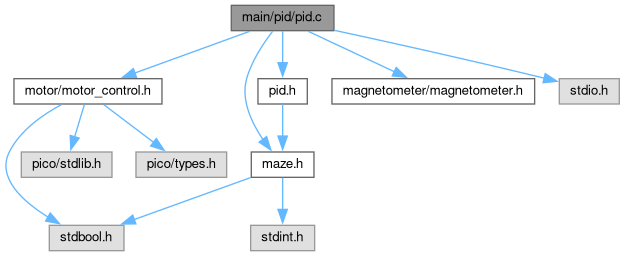 main/pid/pid.c
motor/motor_control.h
pid.h
magnetometer/magnetometer.h
stdio.h
pico/stdlib.h
pico/types.h
maze.h
stdbool.h
stdint.h